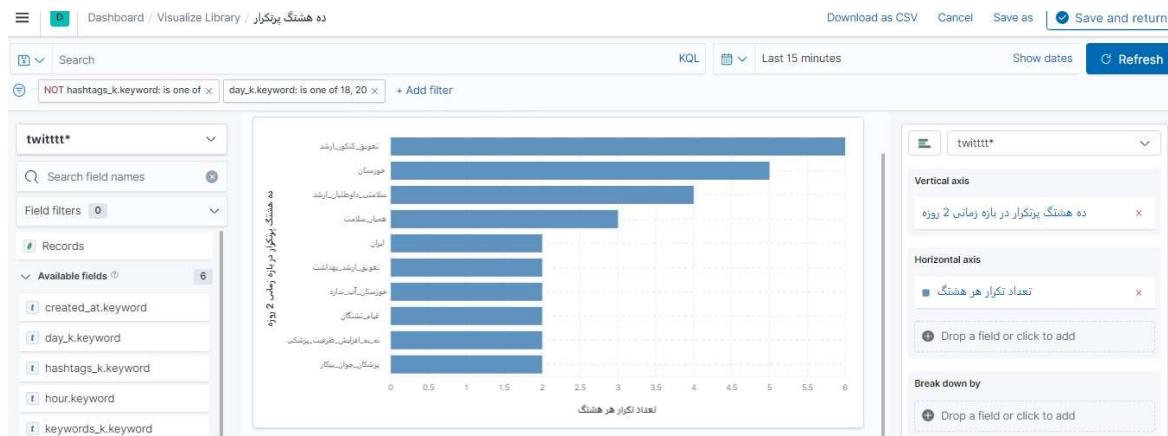 D Dashboard / Visualize Library / ده هشتگ پرتکرار
Download as CSV Cancel Save as Save and return
Search KQL Last 15 minutes Show dates Refresh
NOT hashtags_k.keyword: is one of × day_k.keyword: is one of 18, 20 × + Add filter
twitttt*
Search field names
Field filters 0
# Records
Available fields 6
t created_at.keyword
t day_k.keyword
t hashtags_k.keyword
t hour.keyword
t keywords_k.keyword
ده هشتگ پرتکرار در بازه زمانی 2 روزه
تعویق_کنکور_ارشد
خوزستان
سلامتی_داوطلبان_ارشد
همیار_سلامت
ایران
تعویق_ارشد_بهداشت
خوزستان_آب_ندارد
قیام_تشنگان
نه_به_افزایش_ظرفیت_پزشکی
پزشکان_جوان_بیکار
0 0.5 1 1.5 2 2.5 3 3.5 4 4.5 5 5.5 6
تعداد تکرار هر هشتگ
twitttt*
Vertical axis
ده هشتگ پرتکرار در بازه زمانی 2 روزه ×
Horizontal axis
تعداد تکرار هر هشتگ ×
Drop a field or click to add
Break down by
Drop a field or click to add